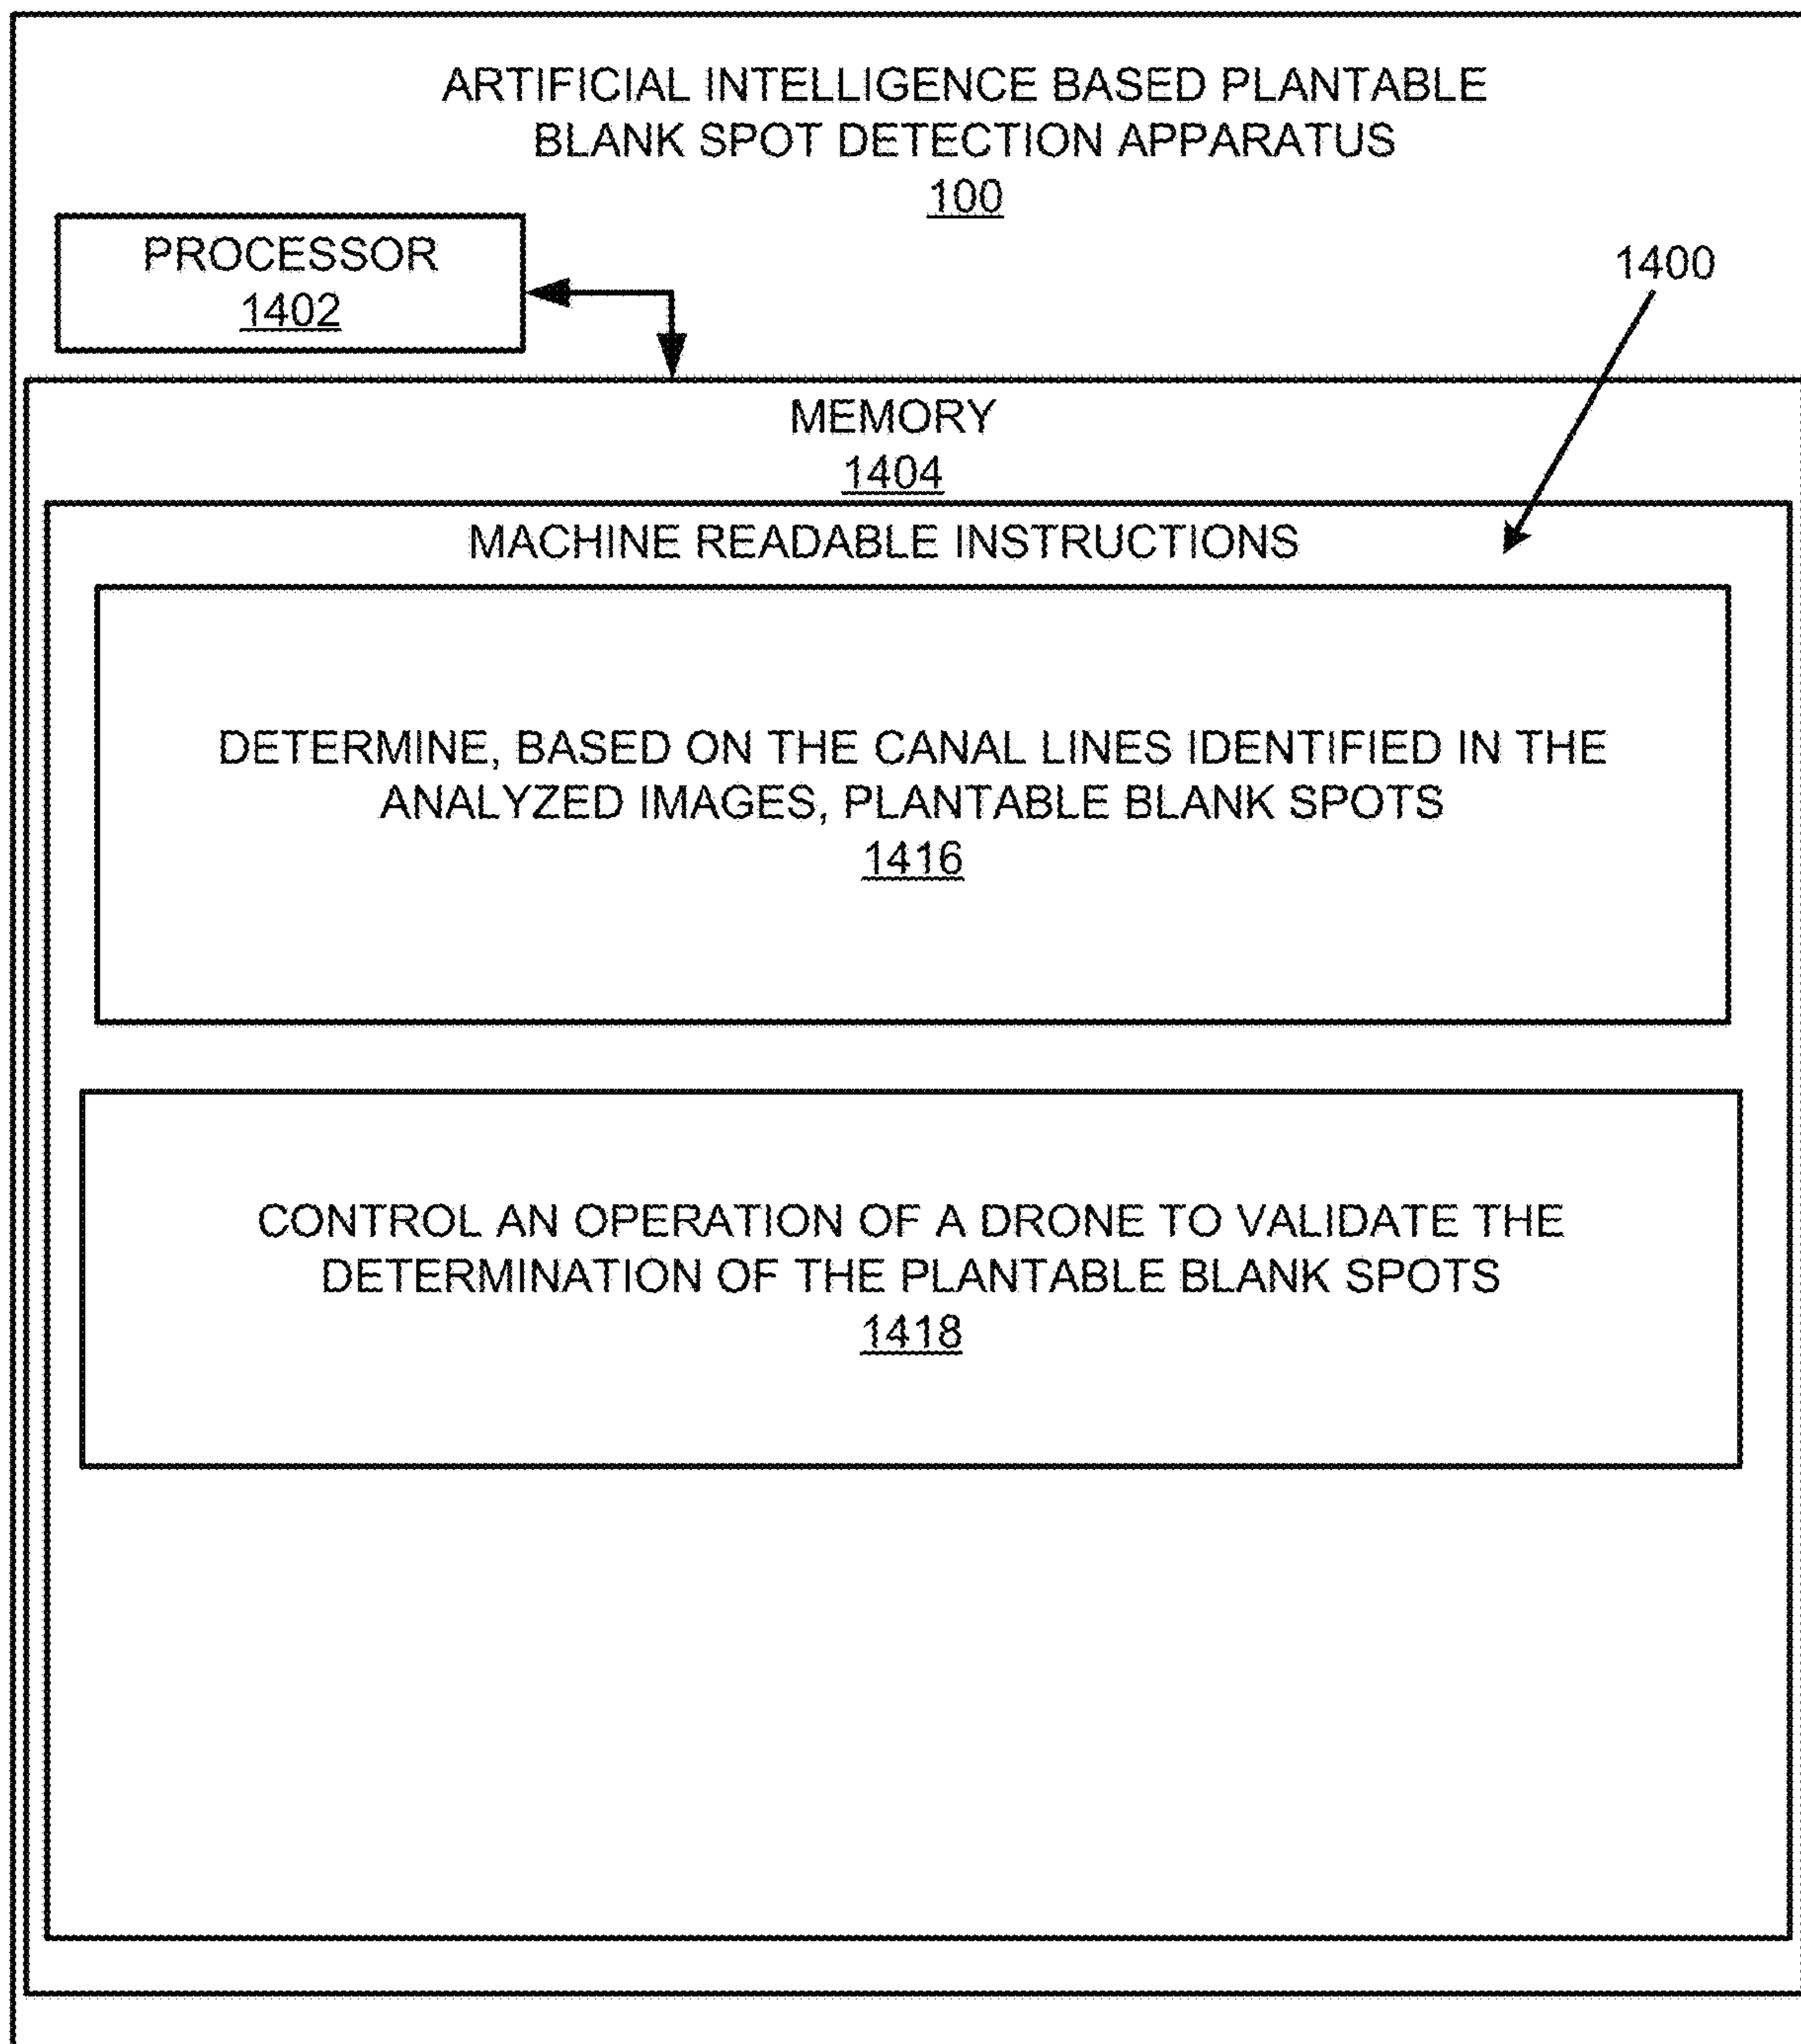 ARTIFICIAL INTELLIGENCE BASED PLANTABLE
BLANK SPOT DETECTION APPARATUS
100
PROCESSOR
1402
1400
MEMORY
1404
MACHINE READABLE INSTRUCTIONS
DETERMINE, BASED ON THE CANAL LINES IDENTIFIED IN THE
ANALYZED IMAGES, PLANTABLE BLANK SPOTS
1416
CONTROL AN OPERATION OF A DRONE TO VALIDATE THE
DETERMINATION OF THE PLANTABLE BLANK SPOTS
1418